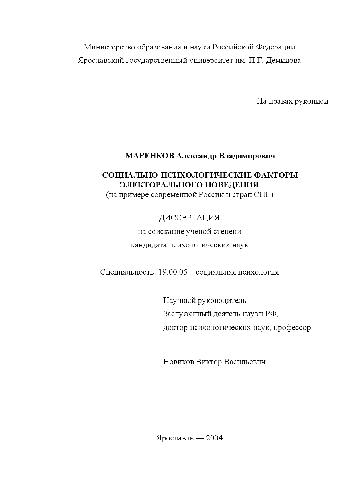 Министерство образования и науки Российской Федерации
Ярославский государственный университет им. П.Г. Демидова
На правах рукописи
МАРЕНКОВ Александр Владимирович
СОЦИАЛЬНО-ПСИХОЛОГИЧЕСКИЕ ФАКТОРЫ
ЭЛЕКТОРАЛЬНОГО ПОВЕДЕНИЯ
(на примере современной России и стран СНГ)
ДИССЕРТАЦИЯ
на соискание ученой степени
кандидата психологических наук
Специальность 19.00.05 – социальная психология
Научный руководитель
Заслуженный деятель науки РФ,
доктор психологических наук, профессор
Новиков Виктор Васильевич
Ярославль — 2004